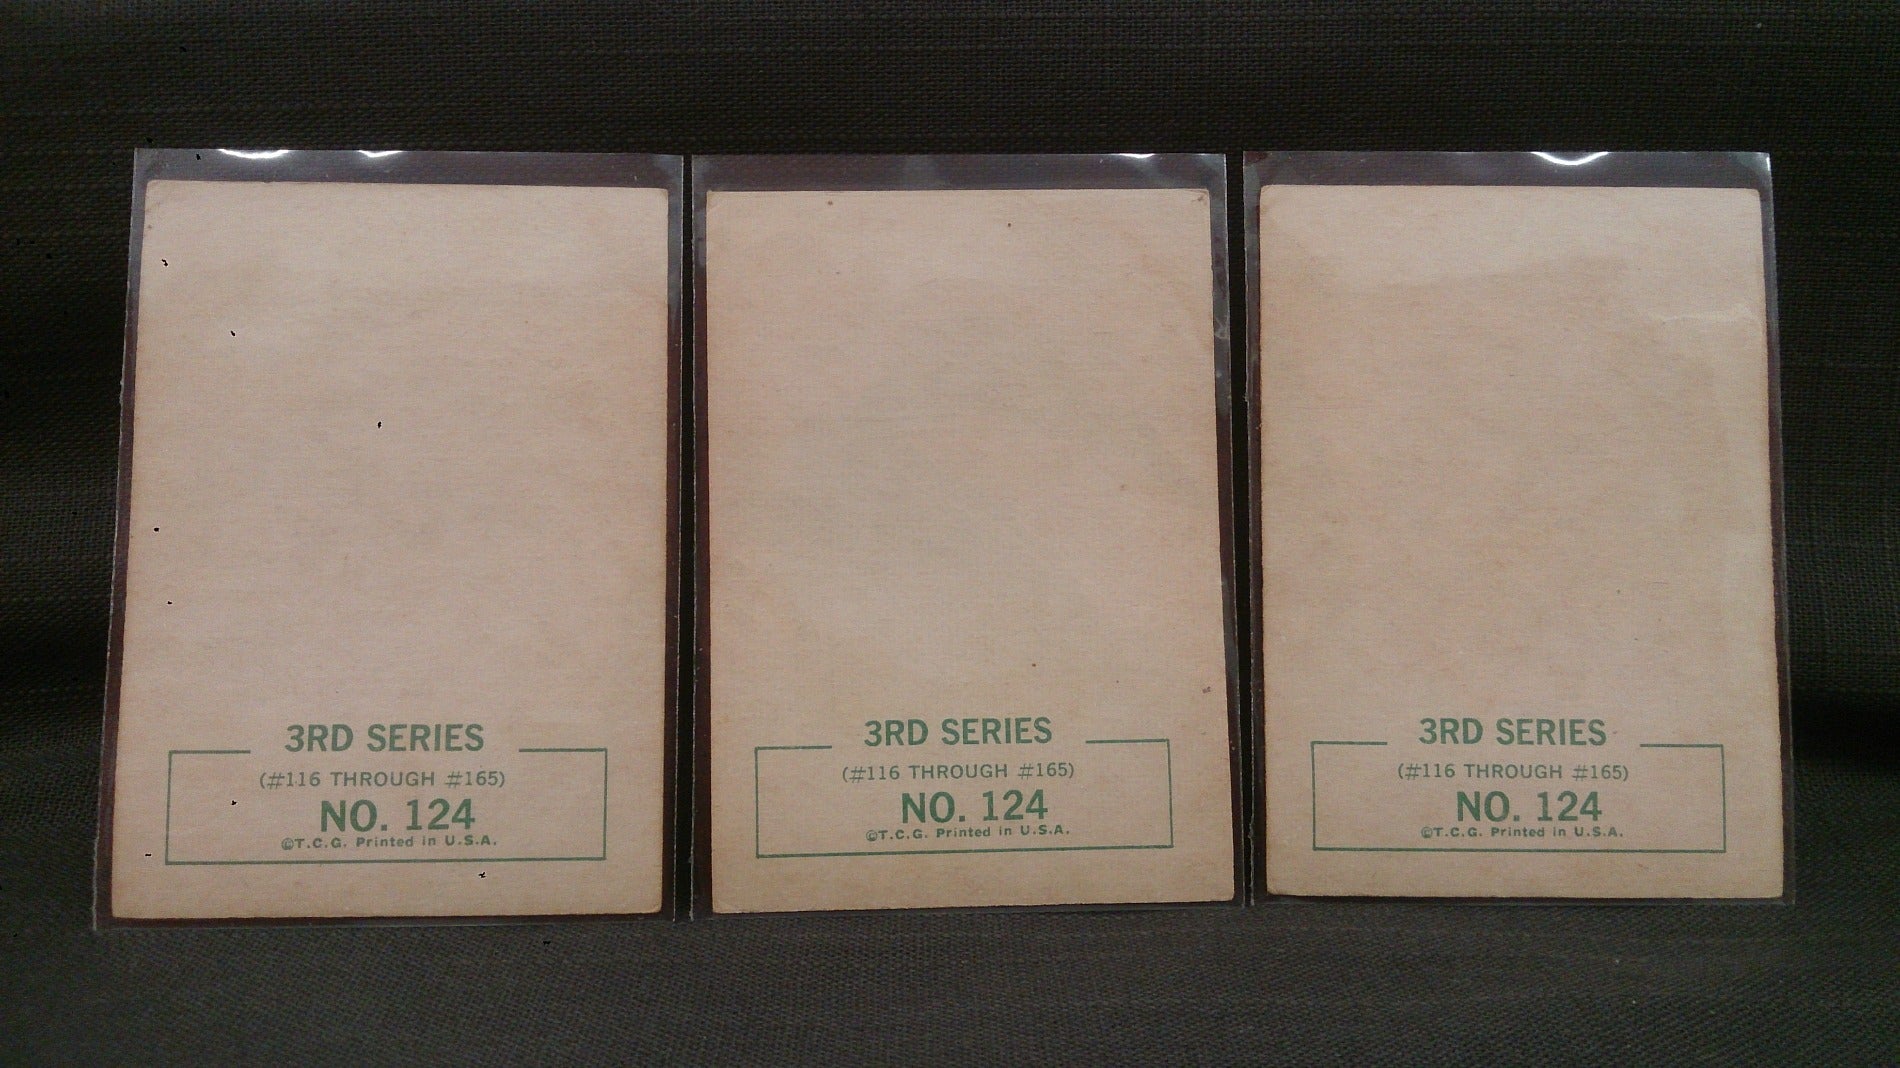 3RD SERIES
(#116 THROUGH #165)
NO. 124
©T.C.G. Printed in U.S.A.
3RD SERIES
(#116 THROUGH #165)
NO. 124
©T.C.G. Printed in U.S.A.
3RD SERIES
(#116 THROUGH #165)
NO. 124
©T.C.G. Printed in U.S.A.